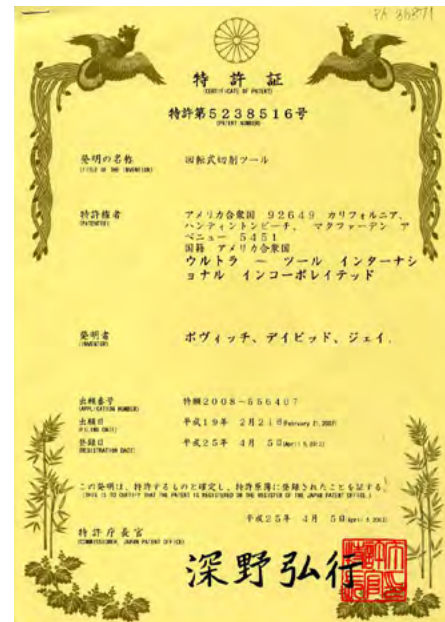 特許証
(CERTIFICATE OF PATENT)
特許第5238516号
(PATENT NUMBER)
発明の名称
(TITLE OF THE INVENTION)
回転式切削ツール
特許権者
(PATENTEE)
アメリカ合衆国 92649 カリフォルニア、
ハンティントンビーチ、 マクファーデン ア
ベニュー 5451
国籍 アメリカ合衆国
ウルトラ − ツール インターナシ
ョナル インコーポレイテッド
発明者
(INVENTOR)
ボヴィッチ、デイビッド、ジェイ.
出願番号
(APPLICATION NUMBER)
特願2008-556407
出願日
(FILING DATE)
平成19年 2月21日(February 21,2007)
登録日
(REGISTRATION DATE)
平成25年 4月 5日(April 5,2013)
この発明は、特許するものと確定し、特許原簿に登録されたことを証する。
(THIS IS TO CERTIFY THAT THE PATENT IS REGISTERED ON THE REGISTER OF THE JAPAN PATENT OFFICE.)
平成25年 4月 5日(April 5,2013)
特許庁長官
(COMMISSIONER, JAPAN PATENT OFFICE)
深野弘行